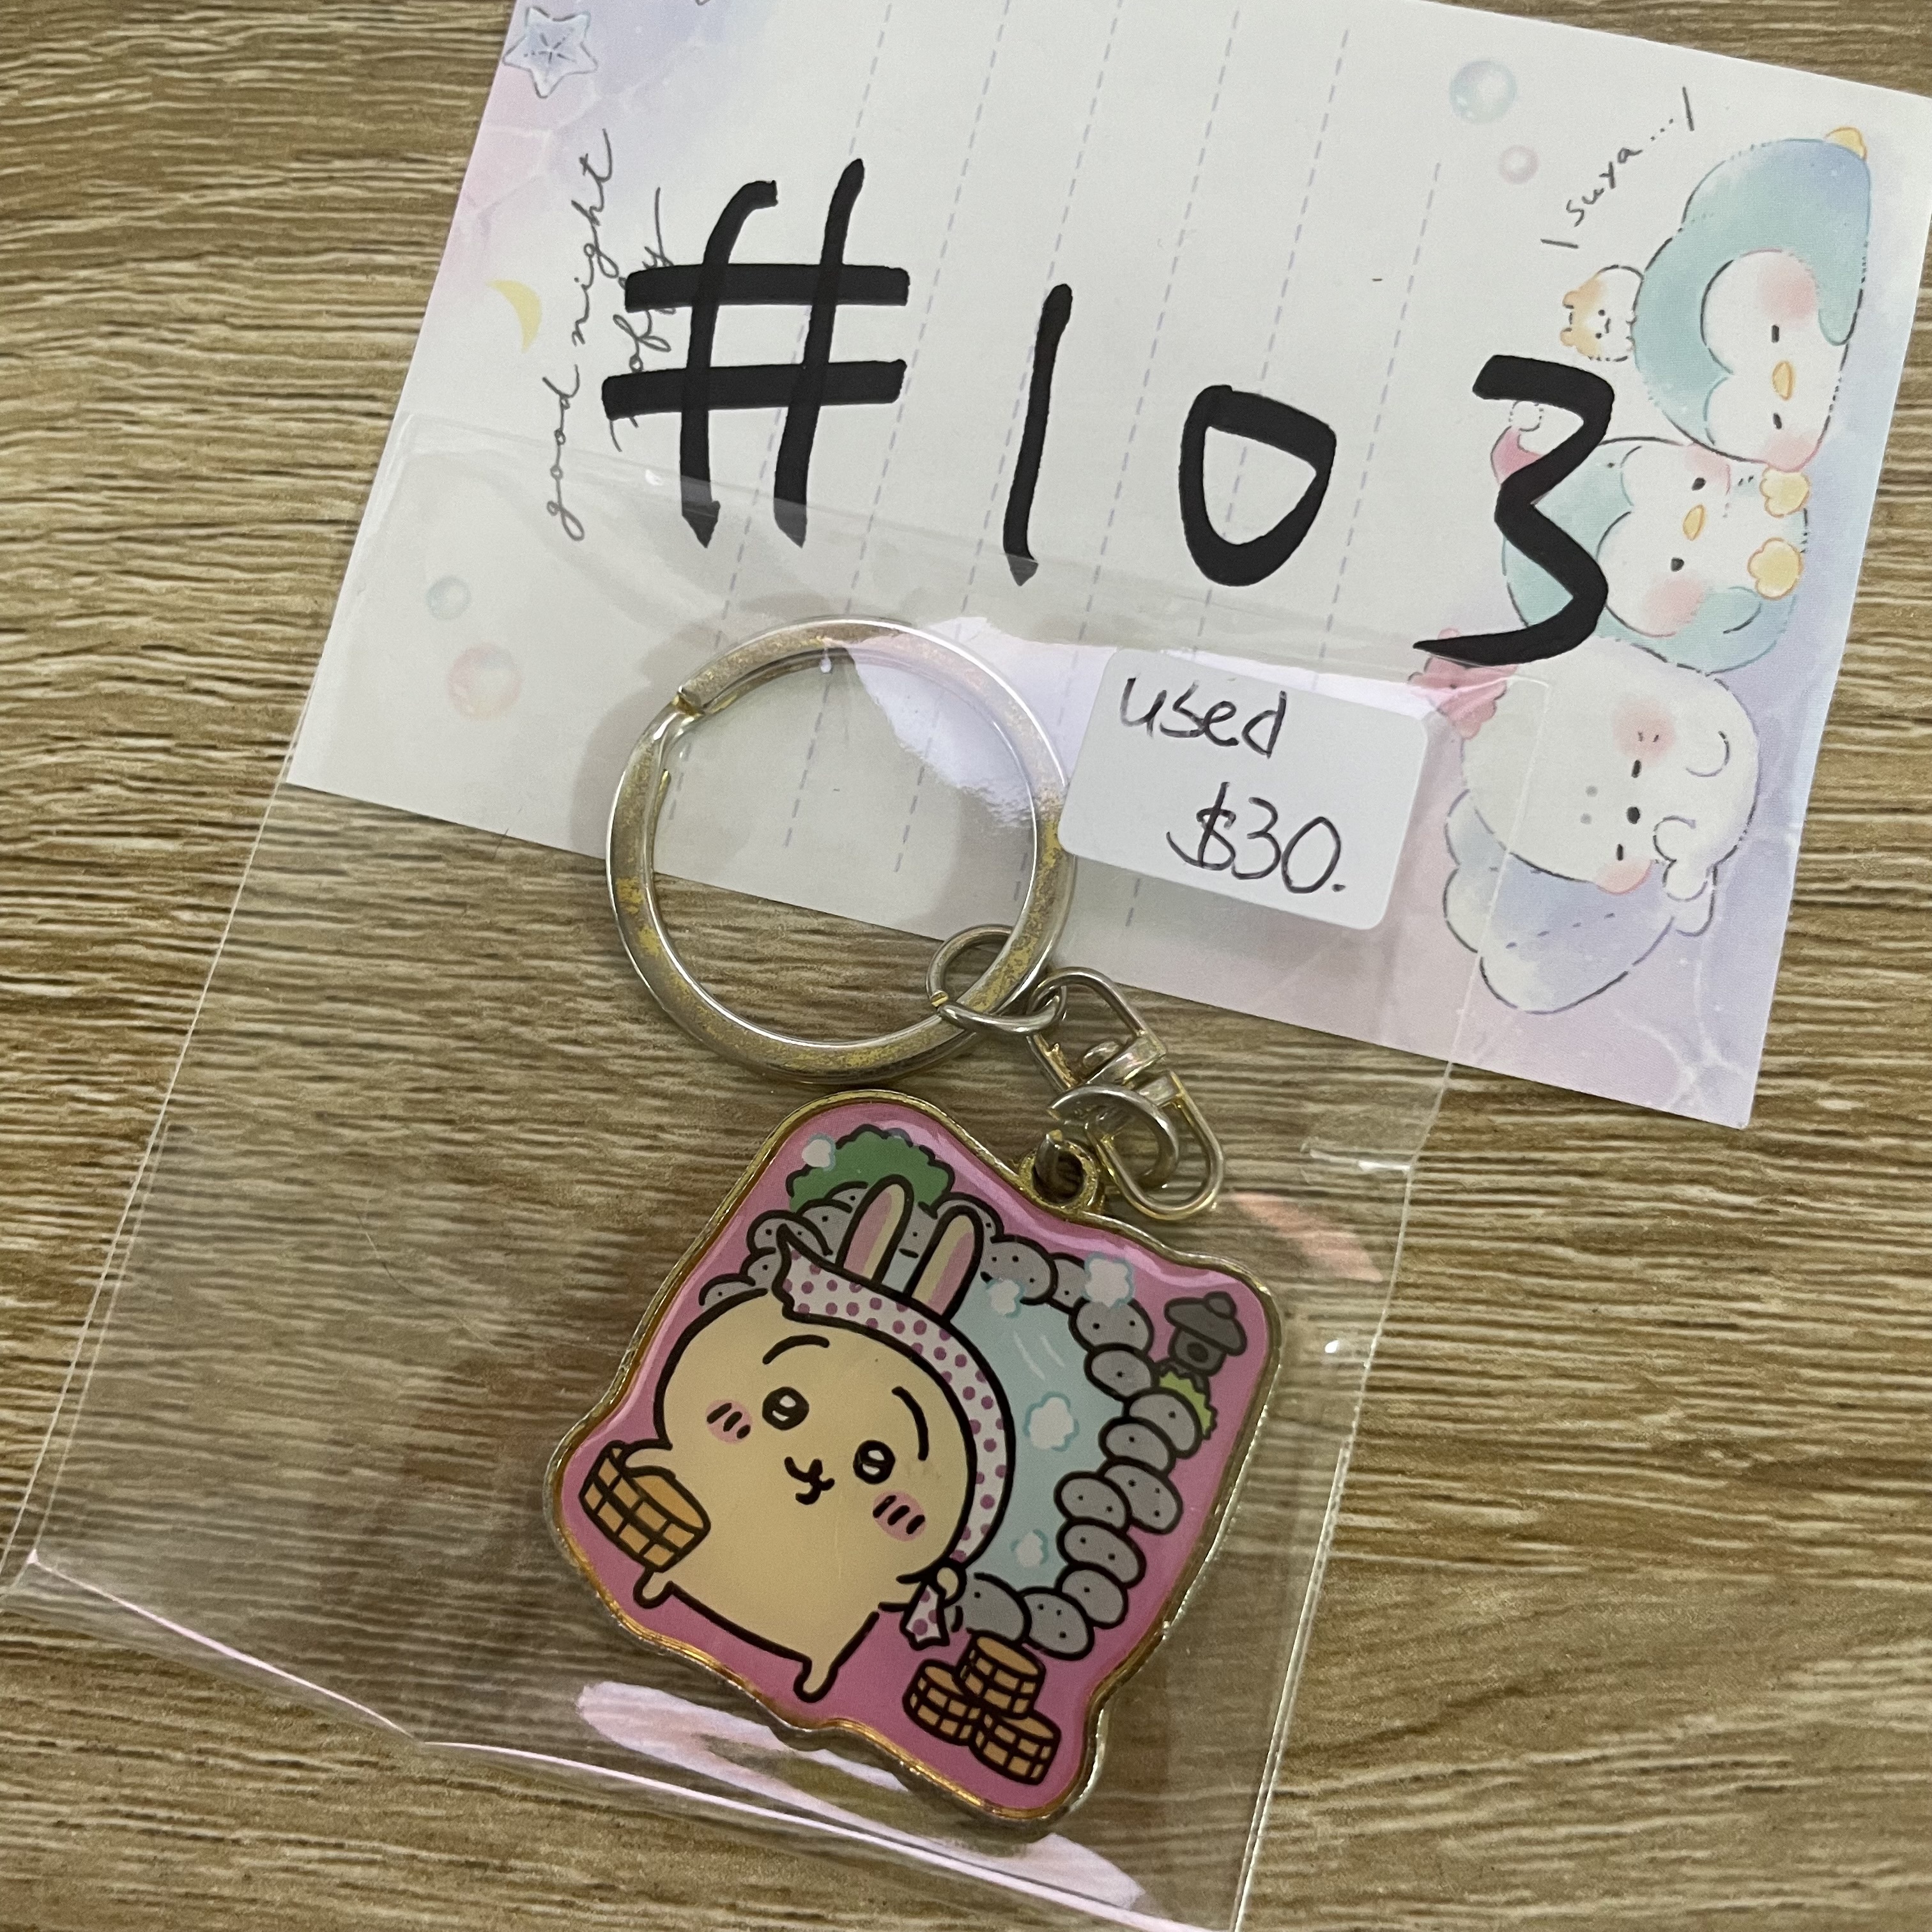 #103
good night
\ suya.... /
used
$30.